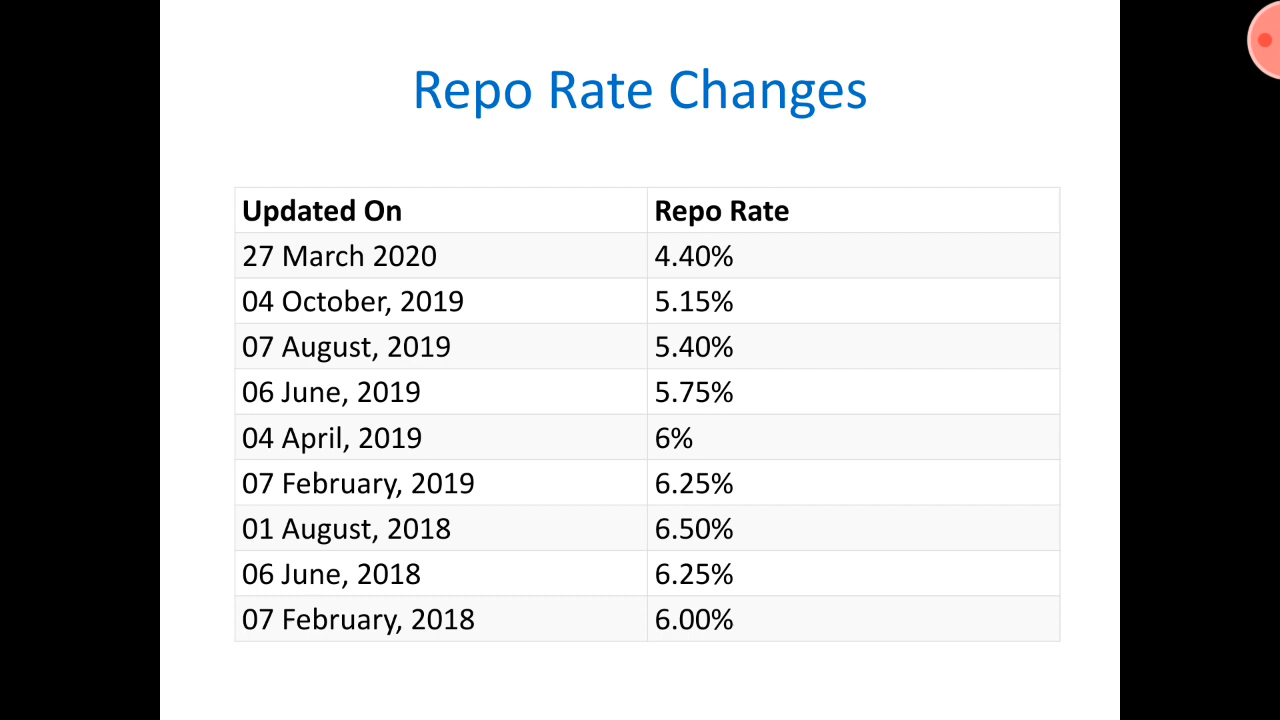 Repo Rate Changes
Updated On Repo Rate
27 March 2020 4.40%
04 October, 2019 5.15%
07 August, 2019 5.40%
06 June, 2019 5.75%
04 April, 2019 6%
07 February, 2019 6.25%
01 August, 2018 6.50%
06 June, 2018 6.25%
07 February, 2018 6.00%